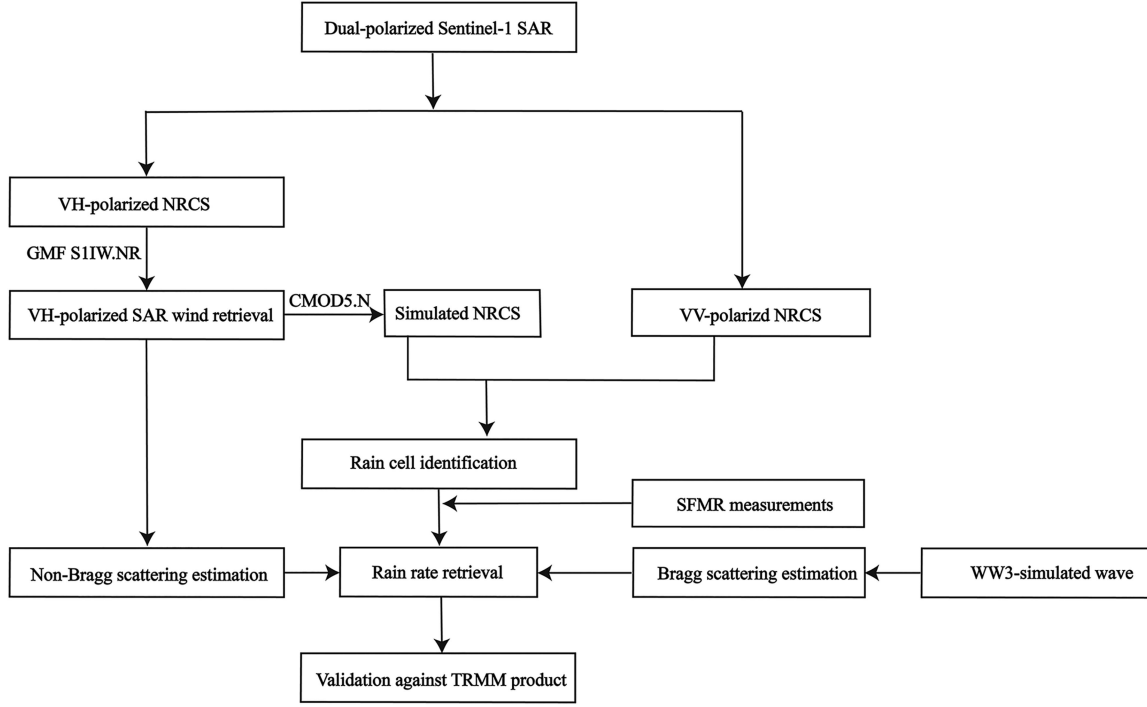 Dual-polarized Sentinel-1 SAR
VH-polarized NRCS
GMF S1IW.NR
VH-polarized SAR wind retrieval
CMOD5.N
Simulated NRCS
VV-polarizd NRCS
Rain cell identification
SFMR measurements
Non-Bragg scattering estimation
Rain rate retrieval
Bragg scattering estimation
WW3-simulated wave
Validation against TRMM product